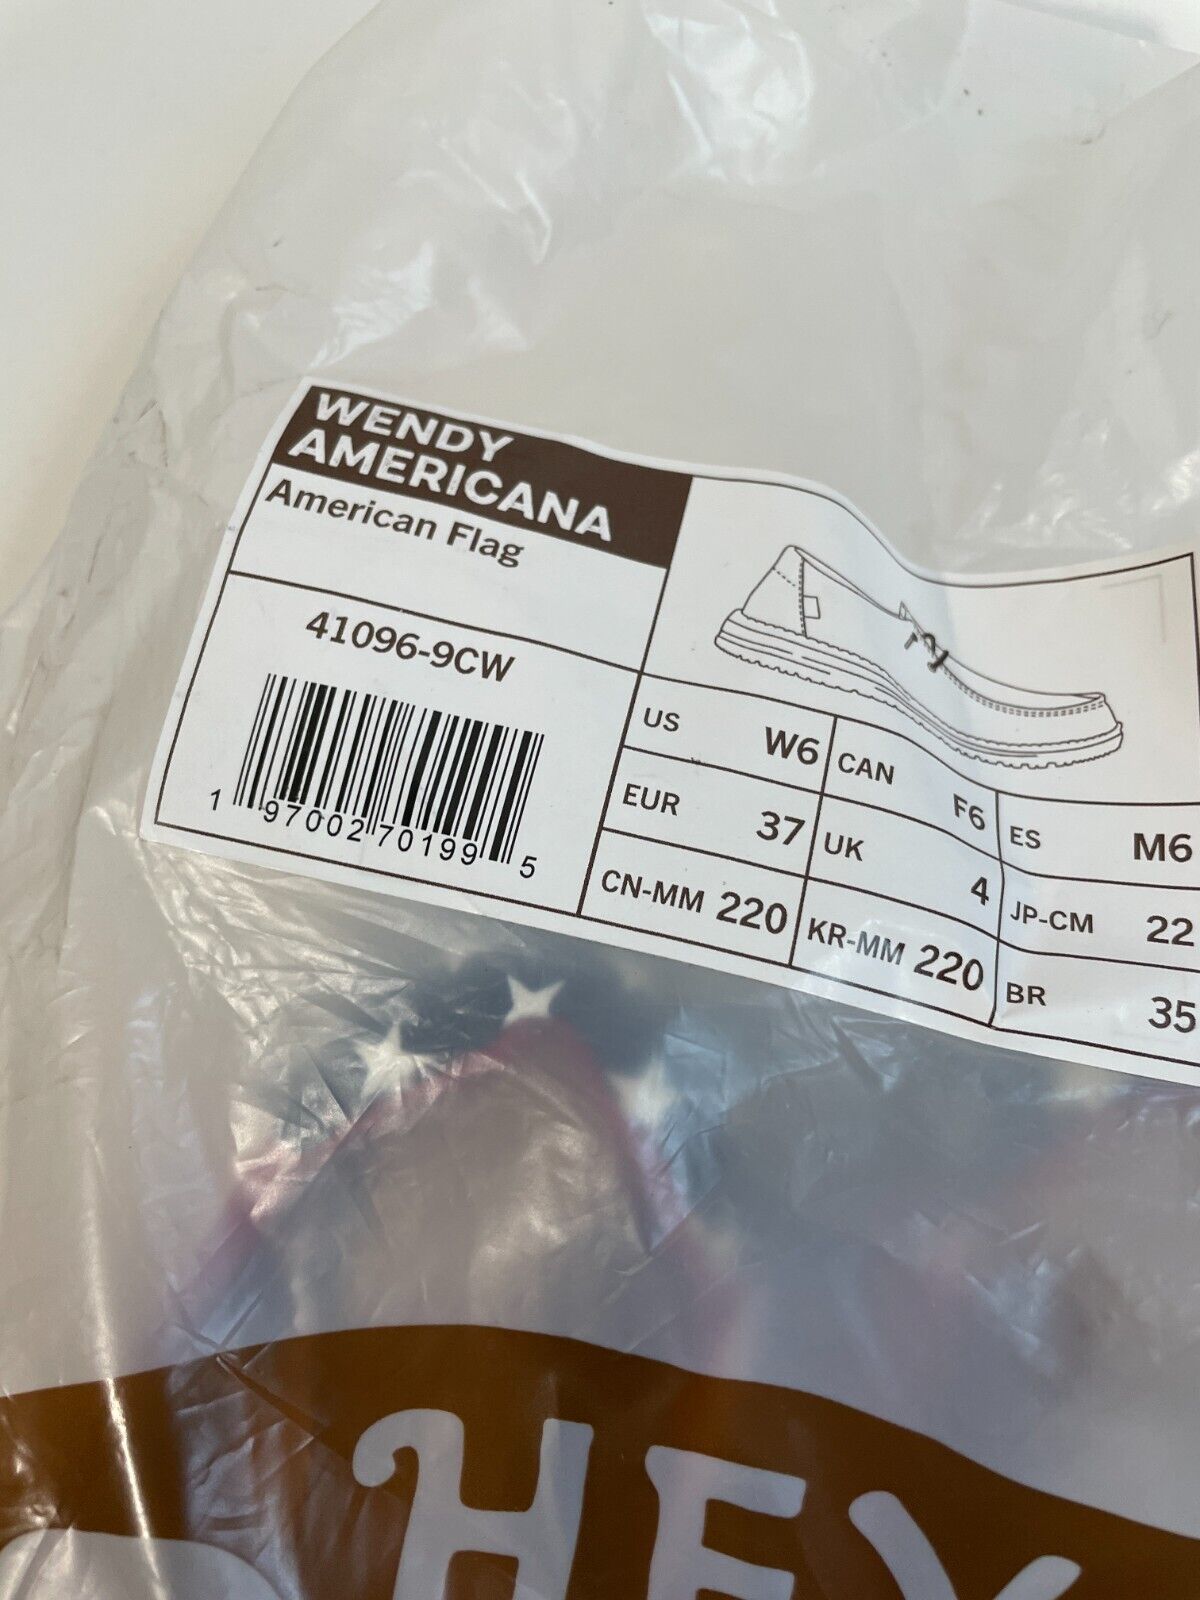 WENDY
AMERICANA
American Flag
41096-9CW
1 97002 70199 5
US W6 CAN F6 ES M6
EUR 37 UK 4 JP-CM 22
CN-MM 220 KR-MM 220 BR 35
HEY